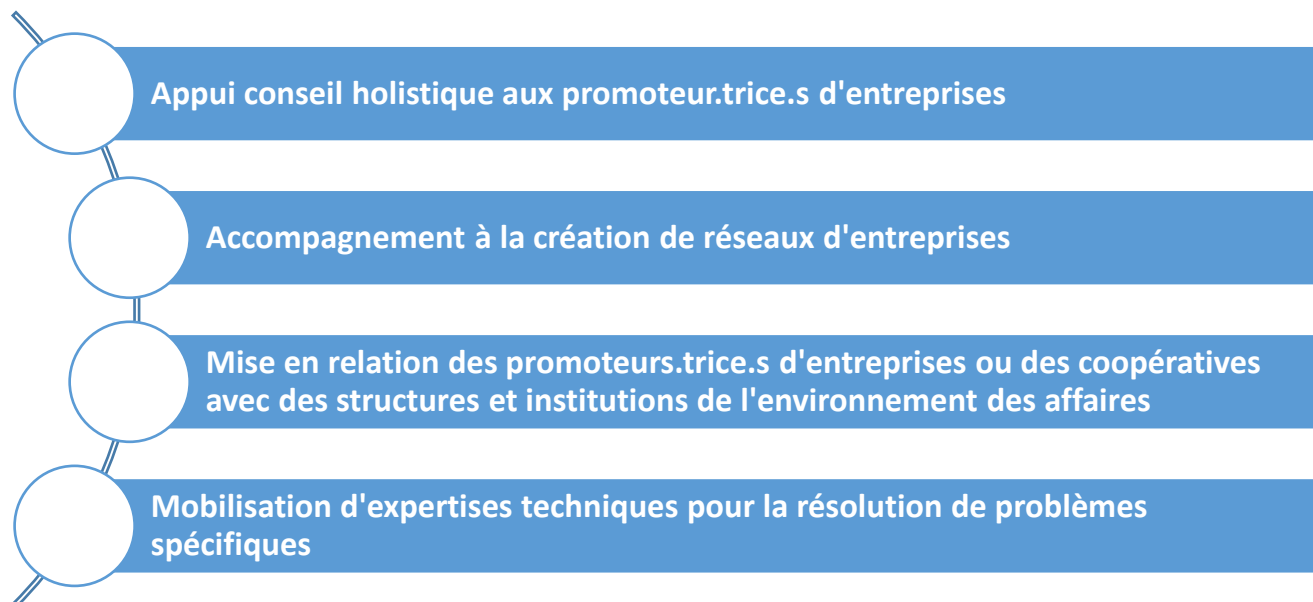 Appui conseil holistique aux promoteur.trice.s d'entreprises
Accompagnement à la création de réseaux d'entreprises
Mise en relation des promoteurs.trice.s d'entreprises ou des coopératives
avec des structures et institutions de l'environnement des affaires
Mobilisation d'expertises techniques pour la résolution de problèmes
spécifiques